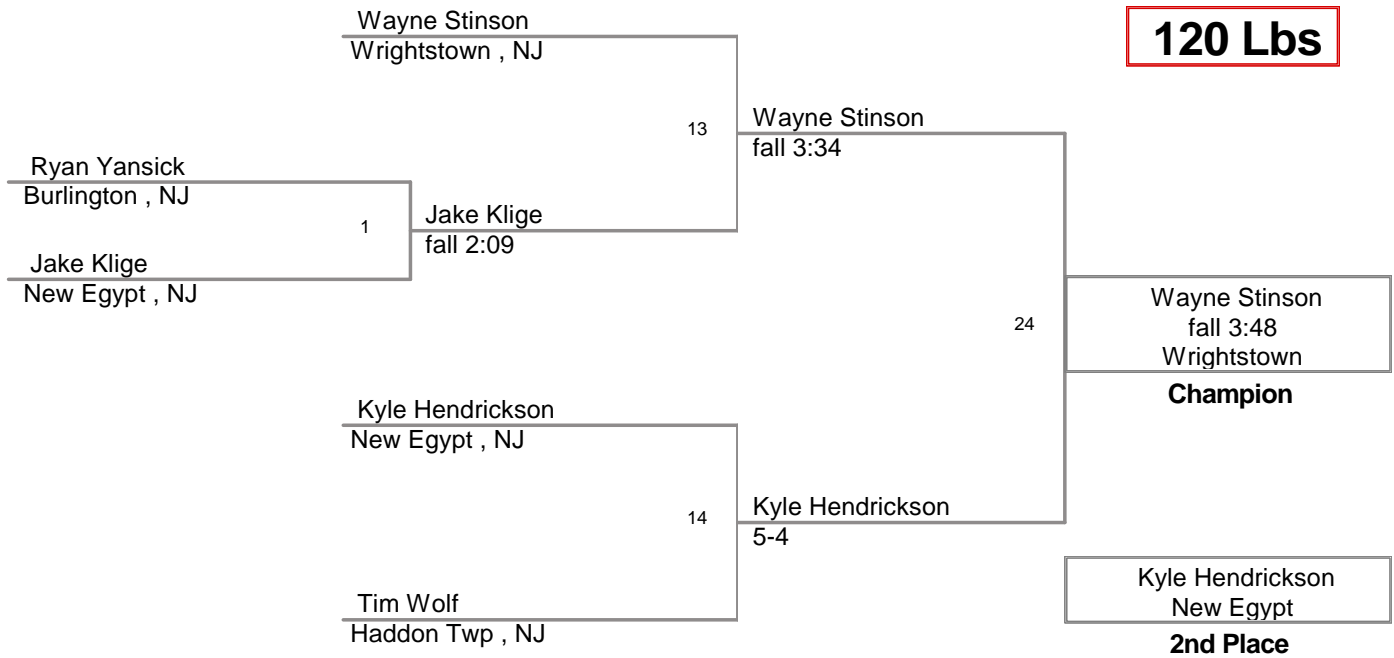 Wayne Stinson
Wrightstown , NJ
120 Lbs
13
Wayne Stinson
fall 3:34
Ryan Yansick
Burlington , NJ
1
Jake Klige
fall 2:09
Jake Klige
New Egypt , NJ
24
Wayne Stinson
fall 3:48
Wrightstown
Champion
Kyle Hendrickson
New Egypt , NJ
14
Kyle Hendrickson
5-4
Tim Wolf
Haddon Twp , NJ
Kyle Hendrickson
New Egypt
2nd Place